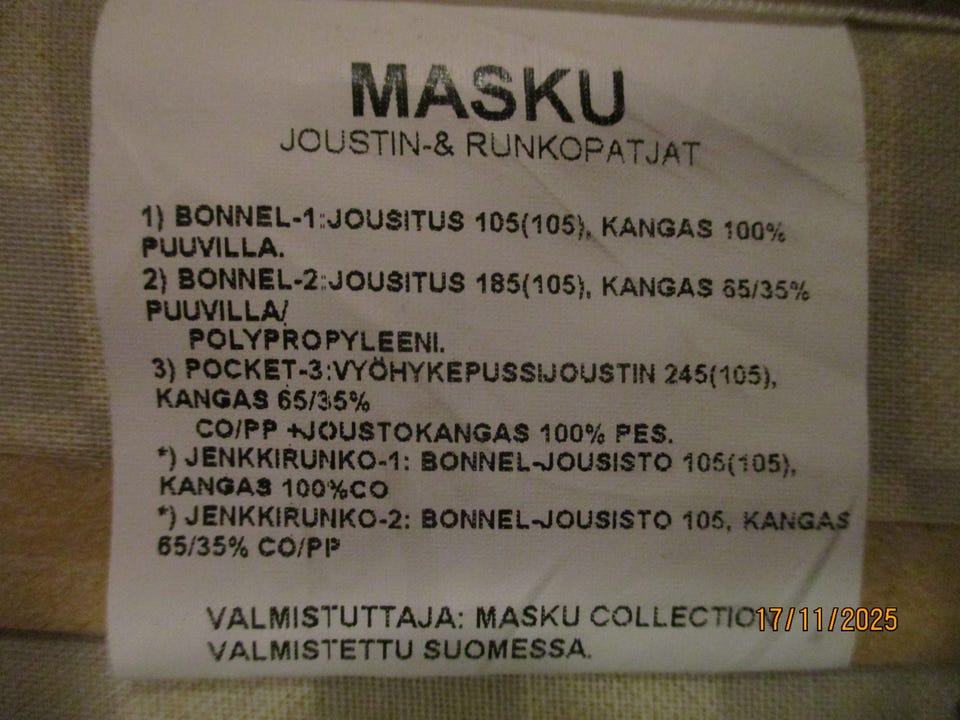 MASKU
JOUSTIN-& RUNKOPATJAT
1) BONNEL-1:JOUSITUS 105(105), KANGAS 100%
PUUVILLA.
2) BONNEL-2:JOUSITUS 185(105), KANGAS 65/35%
PUUVILLA/
POLYPROPYLEENI.
3) POCKET-3:VYÖHYKEPUSSIJOUSTIN 245(105),
KANGAS 65/35%
CO/PP +JOUSTOKANGAS 100% PES.
*) JENKKIRUNKO-1: BONNEL-JOUSISTO 105(105),
KANGAS 100%CO
*) JENKKIRUNKO-2: BONNEL-JOUSISTO 105, KANGAS
65/35% CO/PP
VALMISTUTTAJA: MASKU COLLECTIO
VALMISTETTU SUOMESSA.
17/11/2025